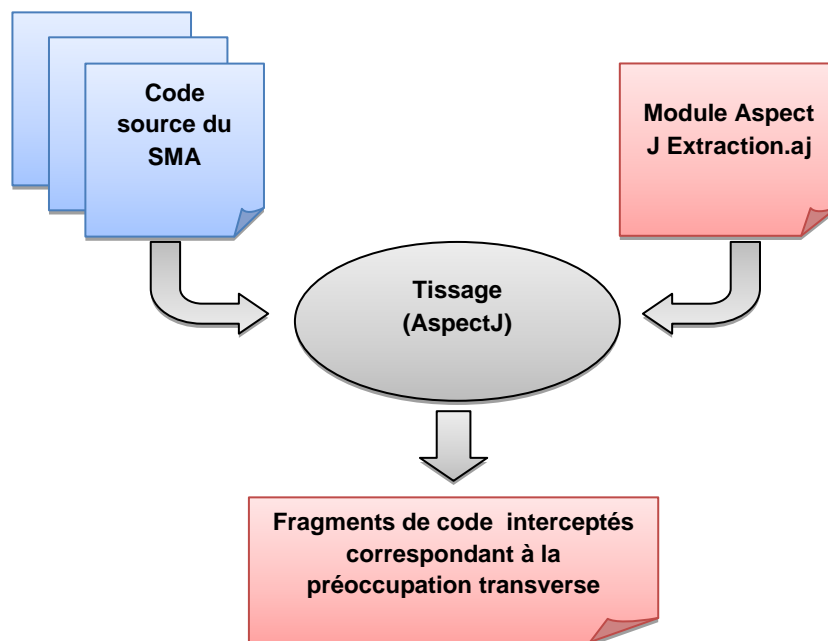 Code
source du
SMA
Module Aspect
J Extraction.aj
Tissage
(AspectJ)
Fragments de code interceptés
correspondant à la
préoccupation transverse